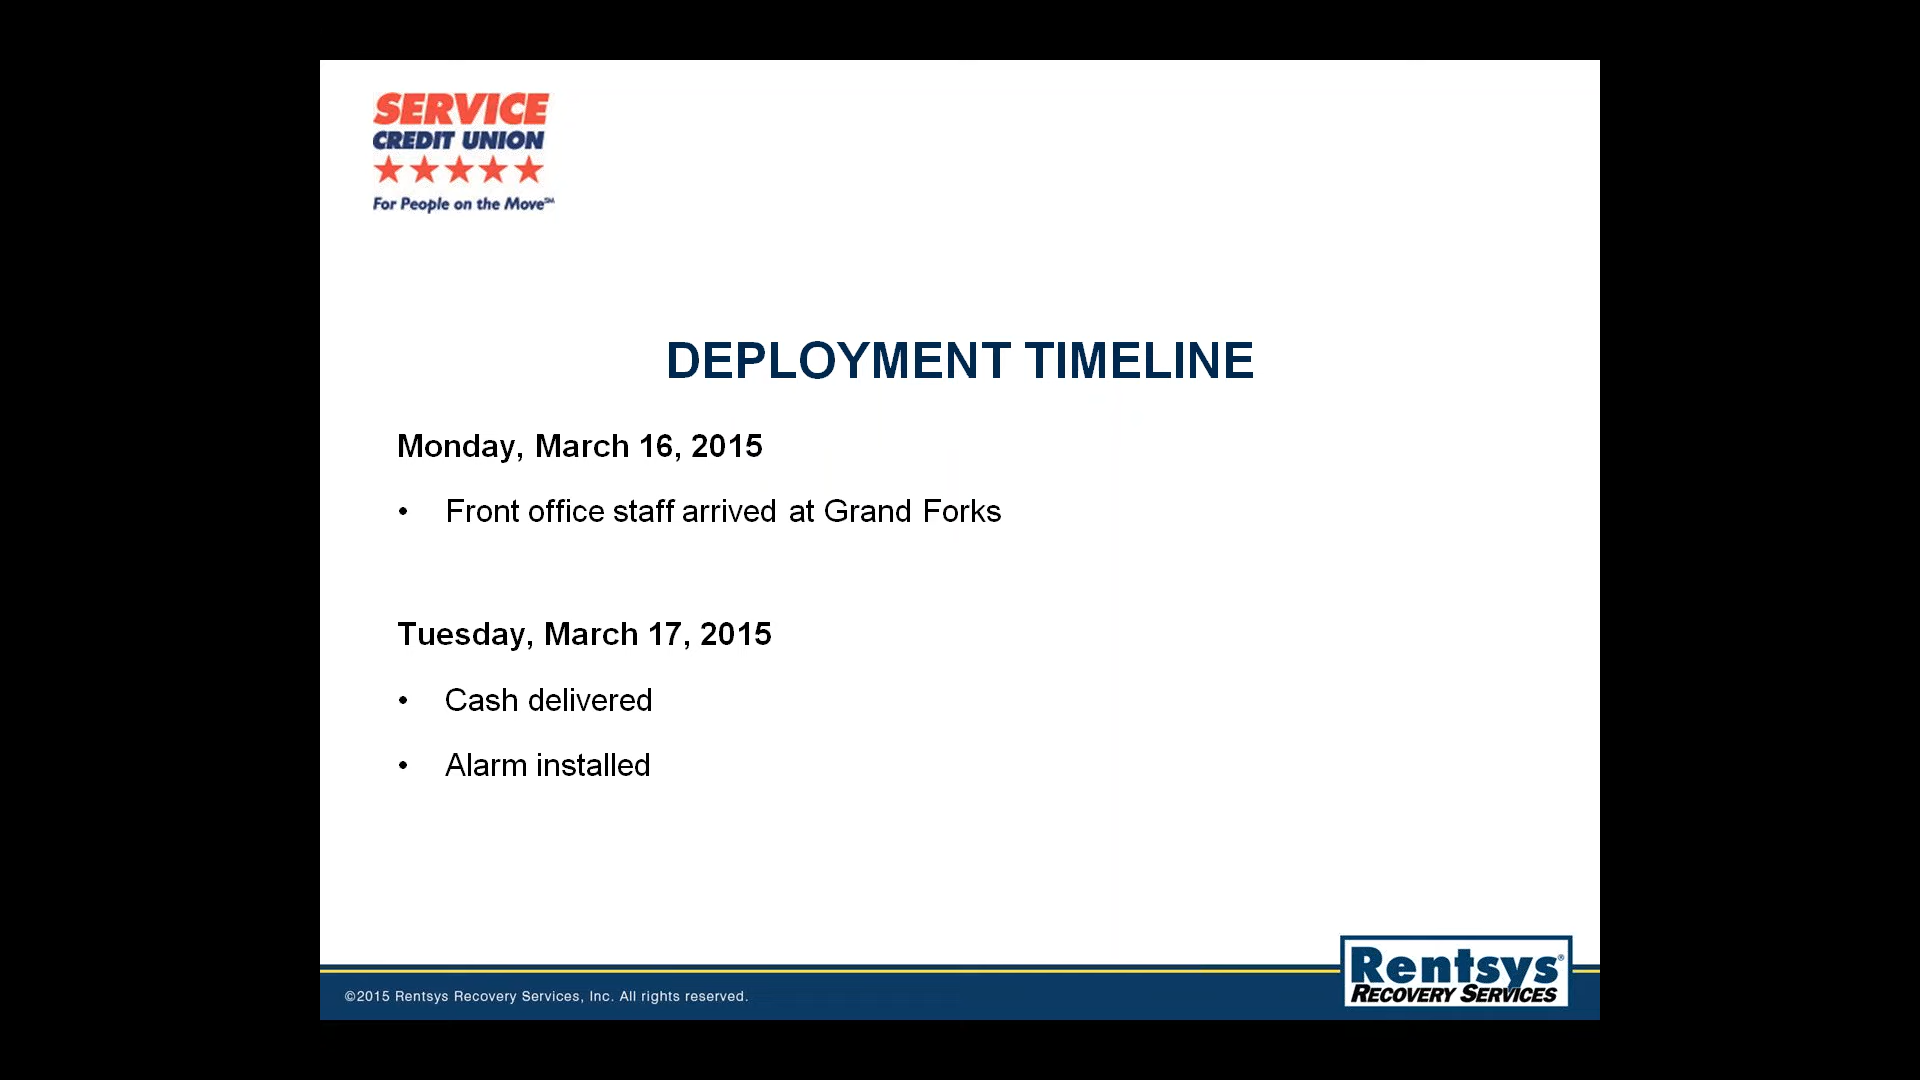 SERVICE
CREDIT UNION
For People on the Move℠
DEPLOYMENT TIMELINE
Monday, March 16, 2015
• Front office staff arrived at Grand Forks
Tuesday, March 17, 2015
• Cash delivered
• Alarm installed
Rentsys®
RECOVERY SERVICES
©2015 Rentsys Recovery Services, Inc. All rights reserved.